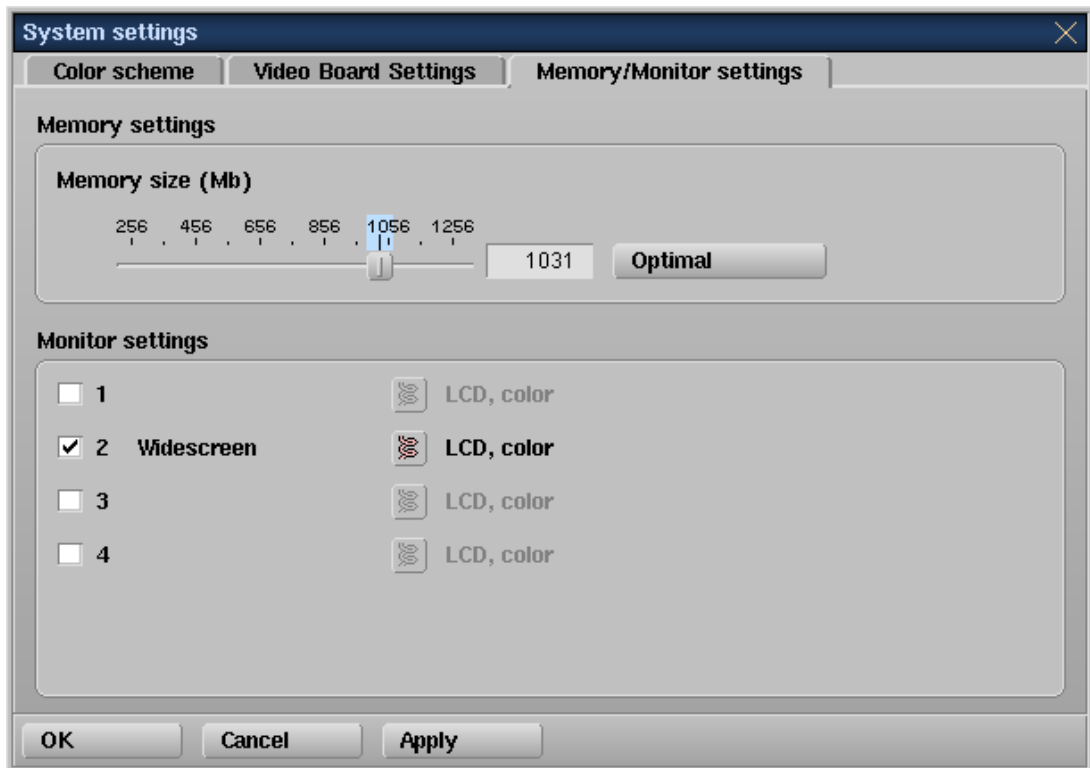 System settings
Color scheme Video Board Settings Memory/Monitor settings
Memory settings
Memory size (Mb)
256 . 456 . 656 . 856 . 1056 . 1256
1031 Optimal
Monitor settings
1 LCD, color
2 Widescreen LCD, color
3 LCD, color
4 LCD, color
OK Cancel Apply